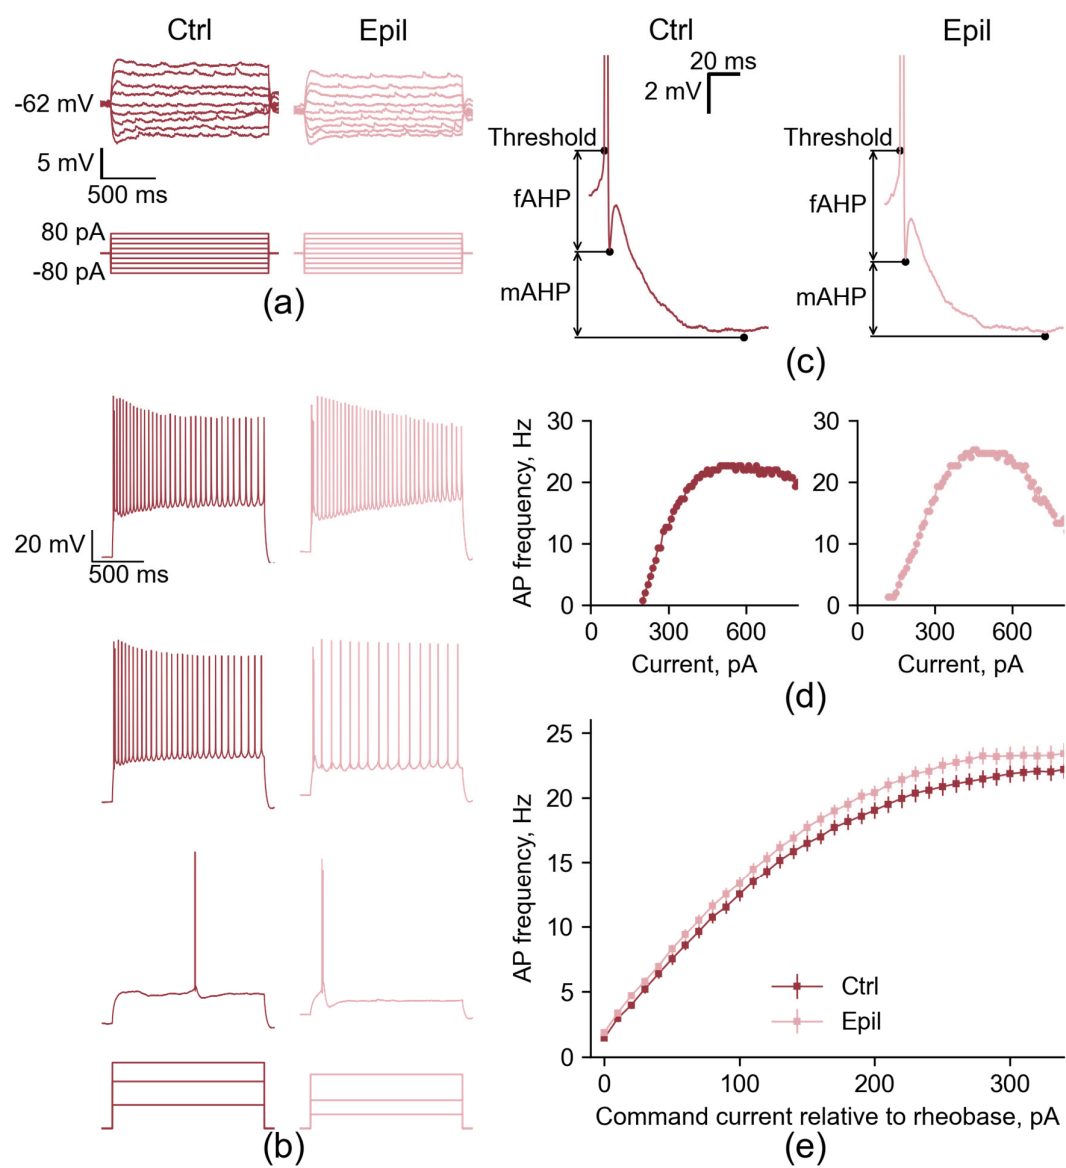 Ctrl
Epil
-62 mV
5 mV
500 ms
80 pA
-80 pA
(a)
Ctrl
Epil
20 ms
2 mV
Threshold
fAHP
mAHP
Threshold
fAHP
mAHP
(c)
20 mV
500 ms
(b)
AP frequency, Hz
30
20
10
0
0
300
600
Current, pA
30
20
10
0
0
300
600
Current, pA
(d)
AP frequency, Hz
25
20
15
10
5
0
Ctrl
Epil
0
100
200
300
Command current relative to rheobase, pA
(e)